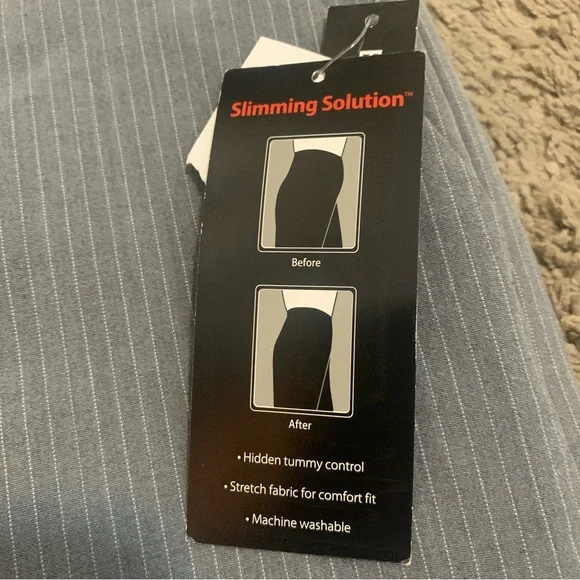 Slimming Solution™
Before
After
• Hidden tummy control
• Stretch fabric for comfort fit
• Machine washable